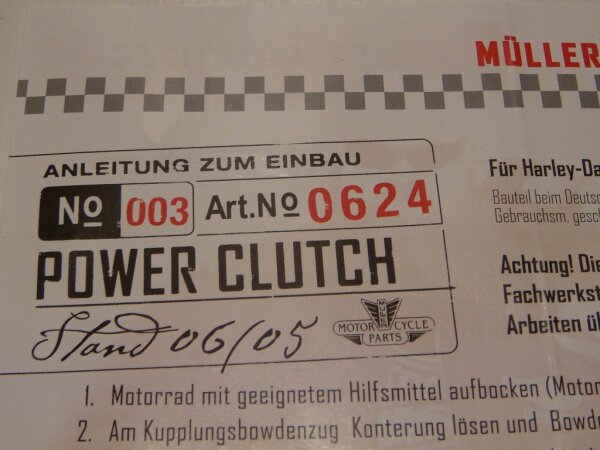 MÜLLER
ANLEITUNG ZUM EINBAU
No 003 Art.No 0624
POWER CLUTCH
Stand 06/05
MOTOR CYCLE
PARTS
Für Harley-Da
Bauteil beim Deutsc
Gebrauchsm. gesc
Achtung! Die
Fachwerkst
Arbeiten ü
1. Motorrad mit geeignetem Hilfsmittel aufbocken (Motor
2. Am Kupplungsbowdenzug Konterung lösen und Bowde